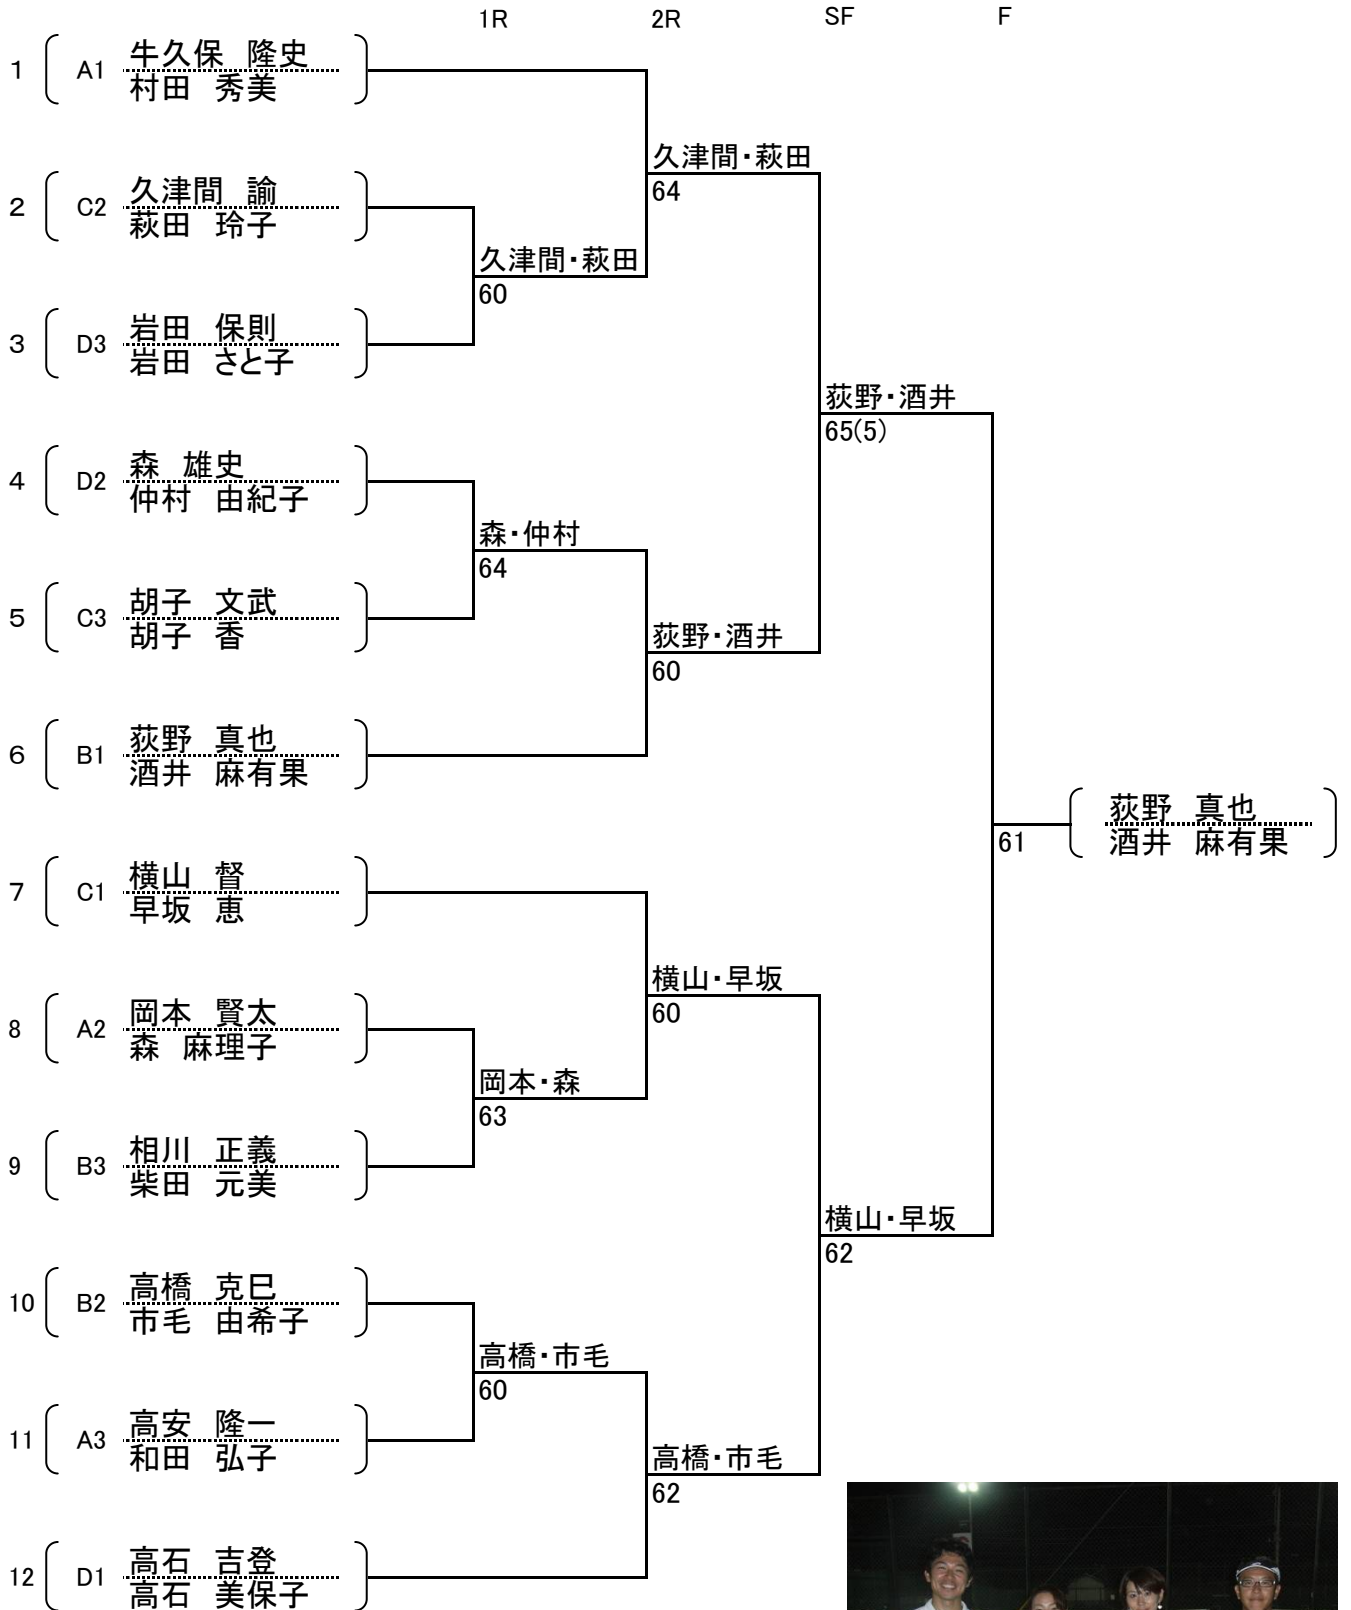 1R 2R SF F
1 A1 牛久保 隆史
村田 秀美
久津間・萩田
64
2 C2 久津間 諭
萩田 玲子
久津間・萩田
60
3 D3 岩田 保則
岩田 さと子
荻野・酒井
65(5)
4 D2 森 雄史
仲村 由紀子
森・仲村
64
5 C3 胡子 文武
胡子 香
荻野・酒井
60
6 B1 荻野 真也
酒井 麻有果
荻野 真也
61 酒井 麻有果
7 C1 横山 督
早坂 恵
横山・早坂
60
8 A2 岡本 賢太
森 麻理子
岡本・森
63
9 B3 相川 正義
柴田 元美
横山・早坂
62
10 B2 高橋 克巳
市毛 由希子
高橋・市毛
60
11 A3 高安 隆一
和田 弘子
高橋・市毛
62
12 D1 高石 吉登
高石 美保子